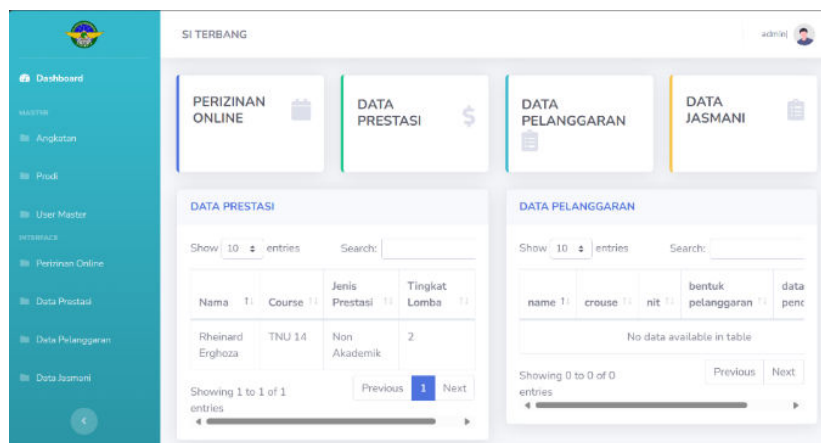 SI TERBANG
admin|
Dashboard
MASTER
Angkatan
Prodi
User Master
INTERFACE
Perizinan Online
Data Prestasi
Data Pelanggaran
Data Jasmani
PERIZINAN
ONLINE
DATA
PRESTASI
DATA
PELANGGARAN
DATA
JASMANI
DATA PRESTASI
Show 10 entries Search:
Nama Course Jenis Prestasi Tingkat Lomba
Rheinard Erghoza TNU 14 Non Akademik 2
Showing 1 to 1 of 1
entries
Previous 1 Next
DATA PELANGGARAN
Show 10 entries Search:
name crouse nit bentuk pelanggaran data penc
No data available in table
Showing 0 to 0 of 0
entries
Previous Next